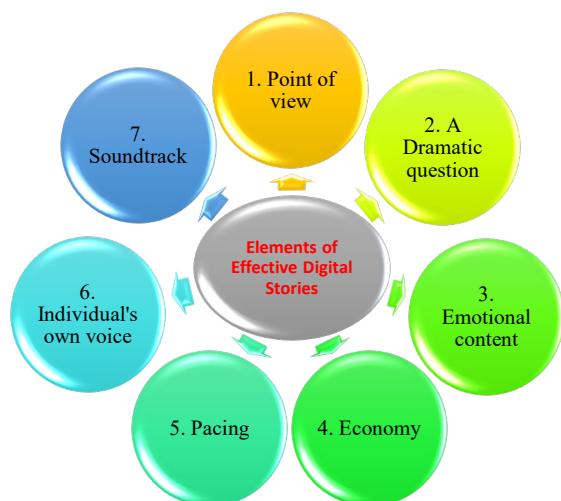 1. Point of
view
2. A
Dramatic
question
3.
Emotional
content
4. Economy
5. Pacing
6.
Individual's
own voice
7.
Soundtrack
Elements of
Effective Digital
Stories